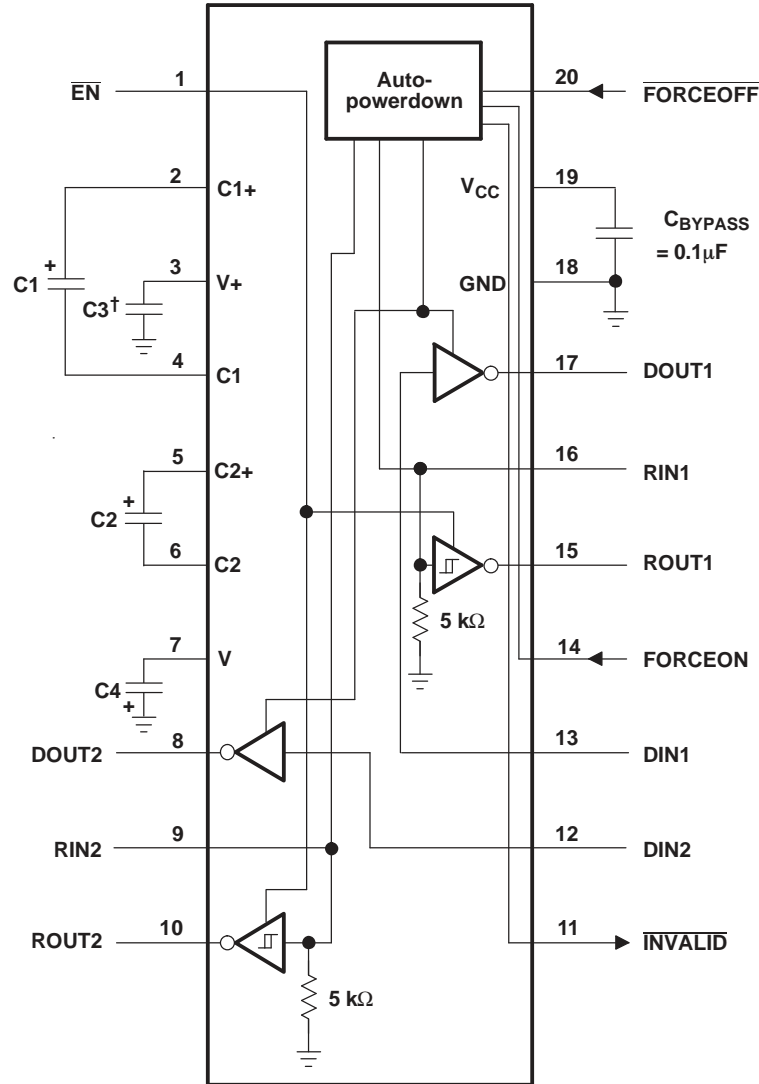 Auto-
powerdown
EN
1
20
FORCEOFF
2
C1+
VCC
19
CBYPASS
= 0.1μF
+
C1
3
V+
C3†
GND
18
4
C1
17
DOUT1
5
C2+
16
RIN1
+
C2
6
C2
15
ROUT1
5 kΩ
7
V
14
FORCEON
C4
+
DOUT2
8
13
DIN1
RIN2
9
12
DIN2
ROUT2
10
11
INVALID
5 kΩ